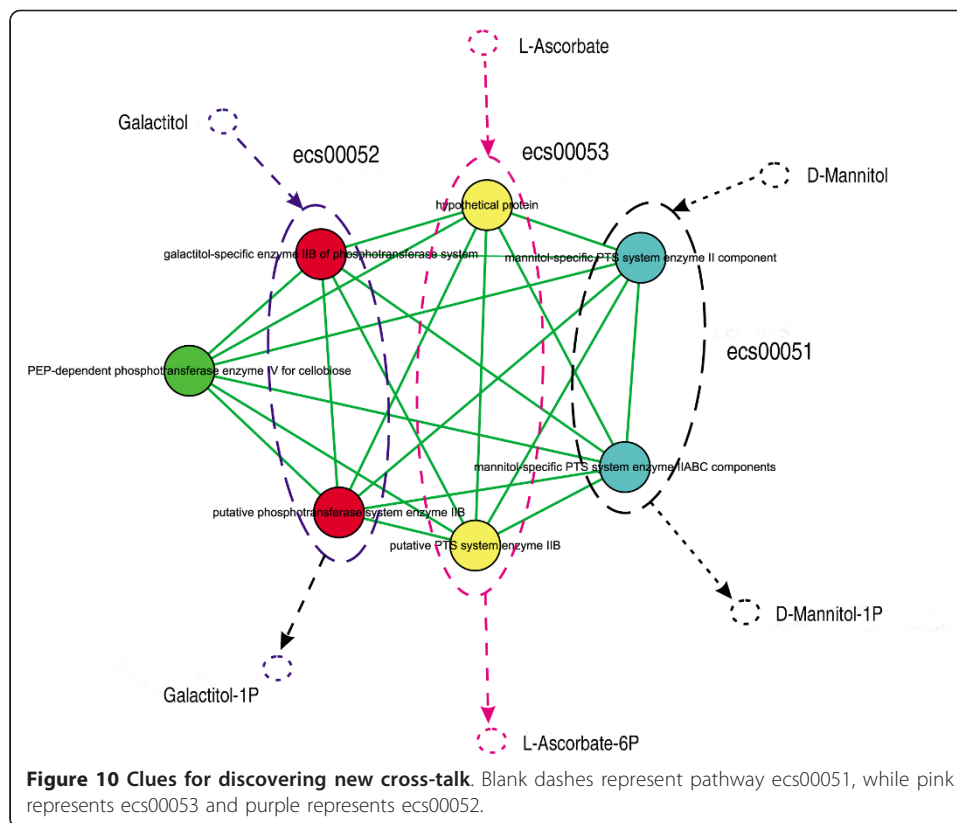 L-Ascorbate
Galactitol
ecs00052
ecs00053
D-Mannitol
hypothetical protein
galactitol-specific enzyme IIB of phosphotransferase system
mannitol-specific PTS system enzyme II component
ecs00051
PEP-dependent phosphotransferase enzyme IV for cellobiose
mannitol-specific PTS system enzyme IIABC components
putative phosphotransferase system enzyme IIB
putative PTS system enzyme IIB
D-Mannitol-1P
Galactitol-1P
L-Ascorbate-6P
Figure 10 Clues for discovering new cross-talk. Blank dashes represent pathway ecs00051, while pink
represents ecs00053 and purple represents ecs00052.